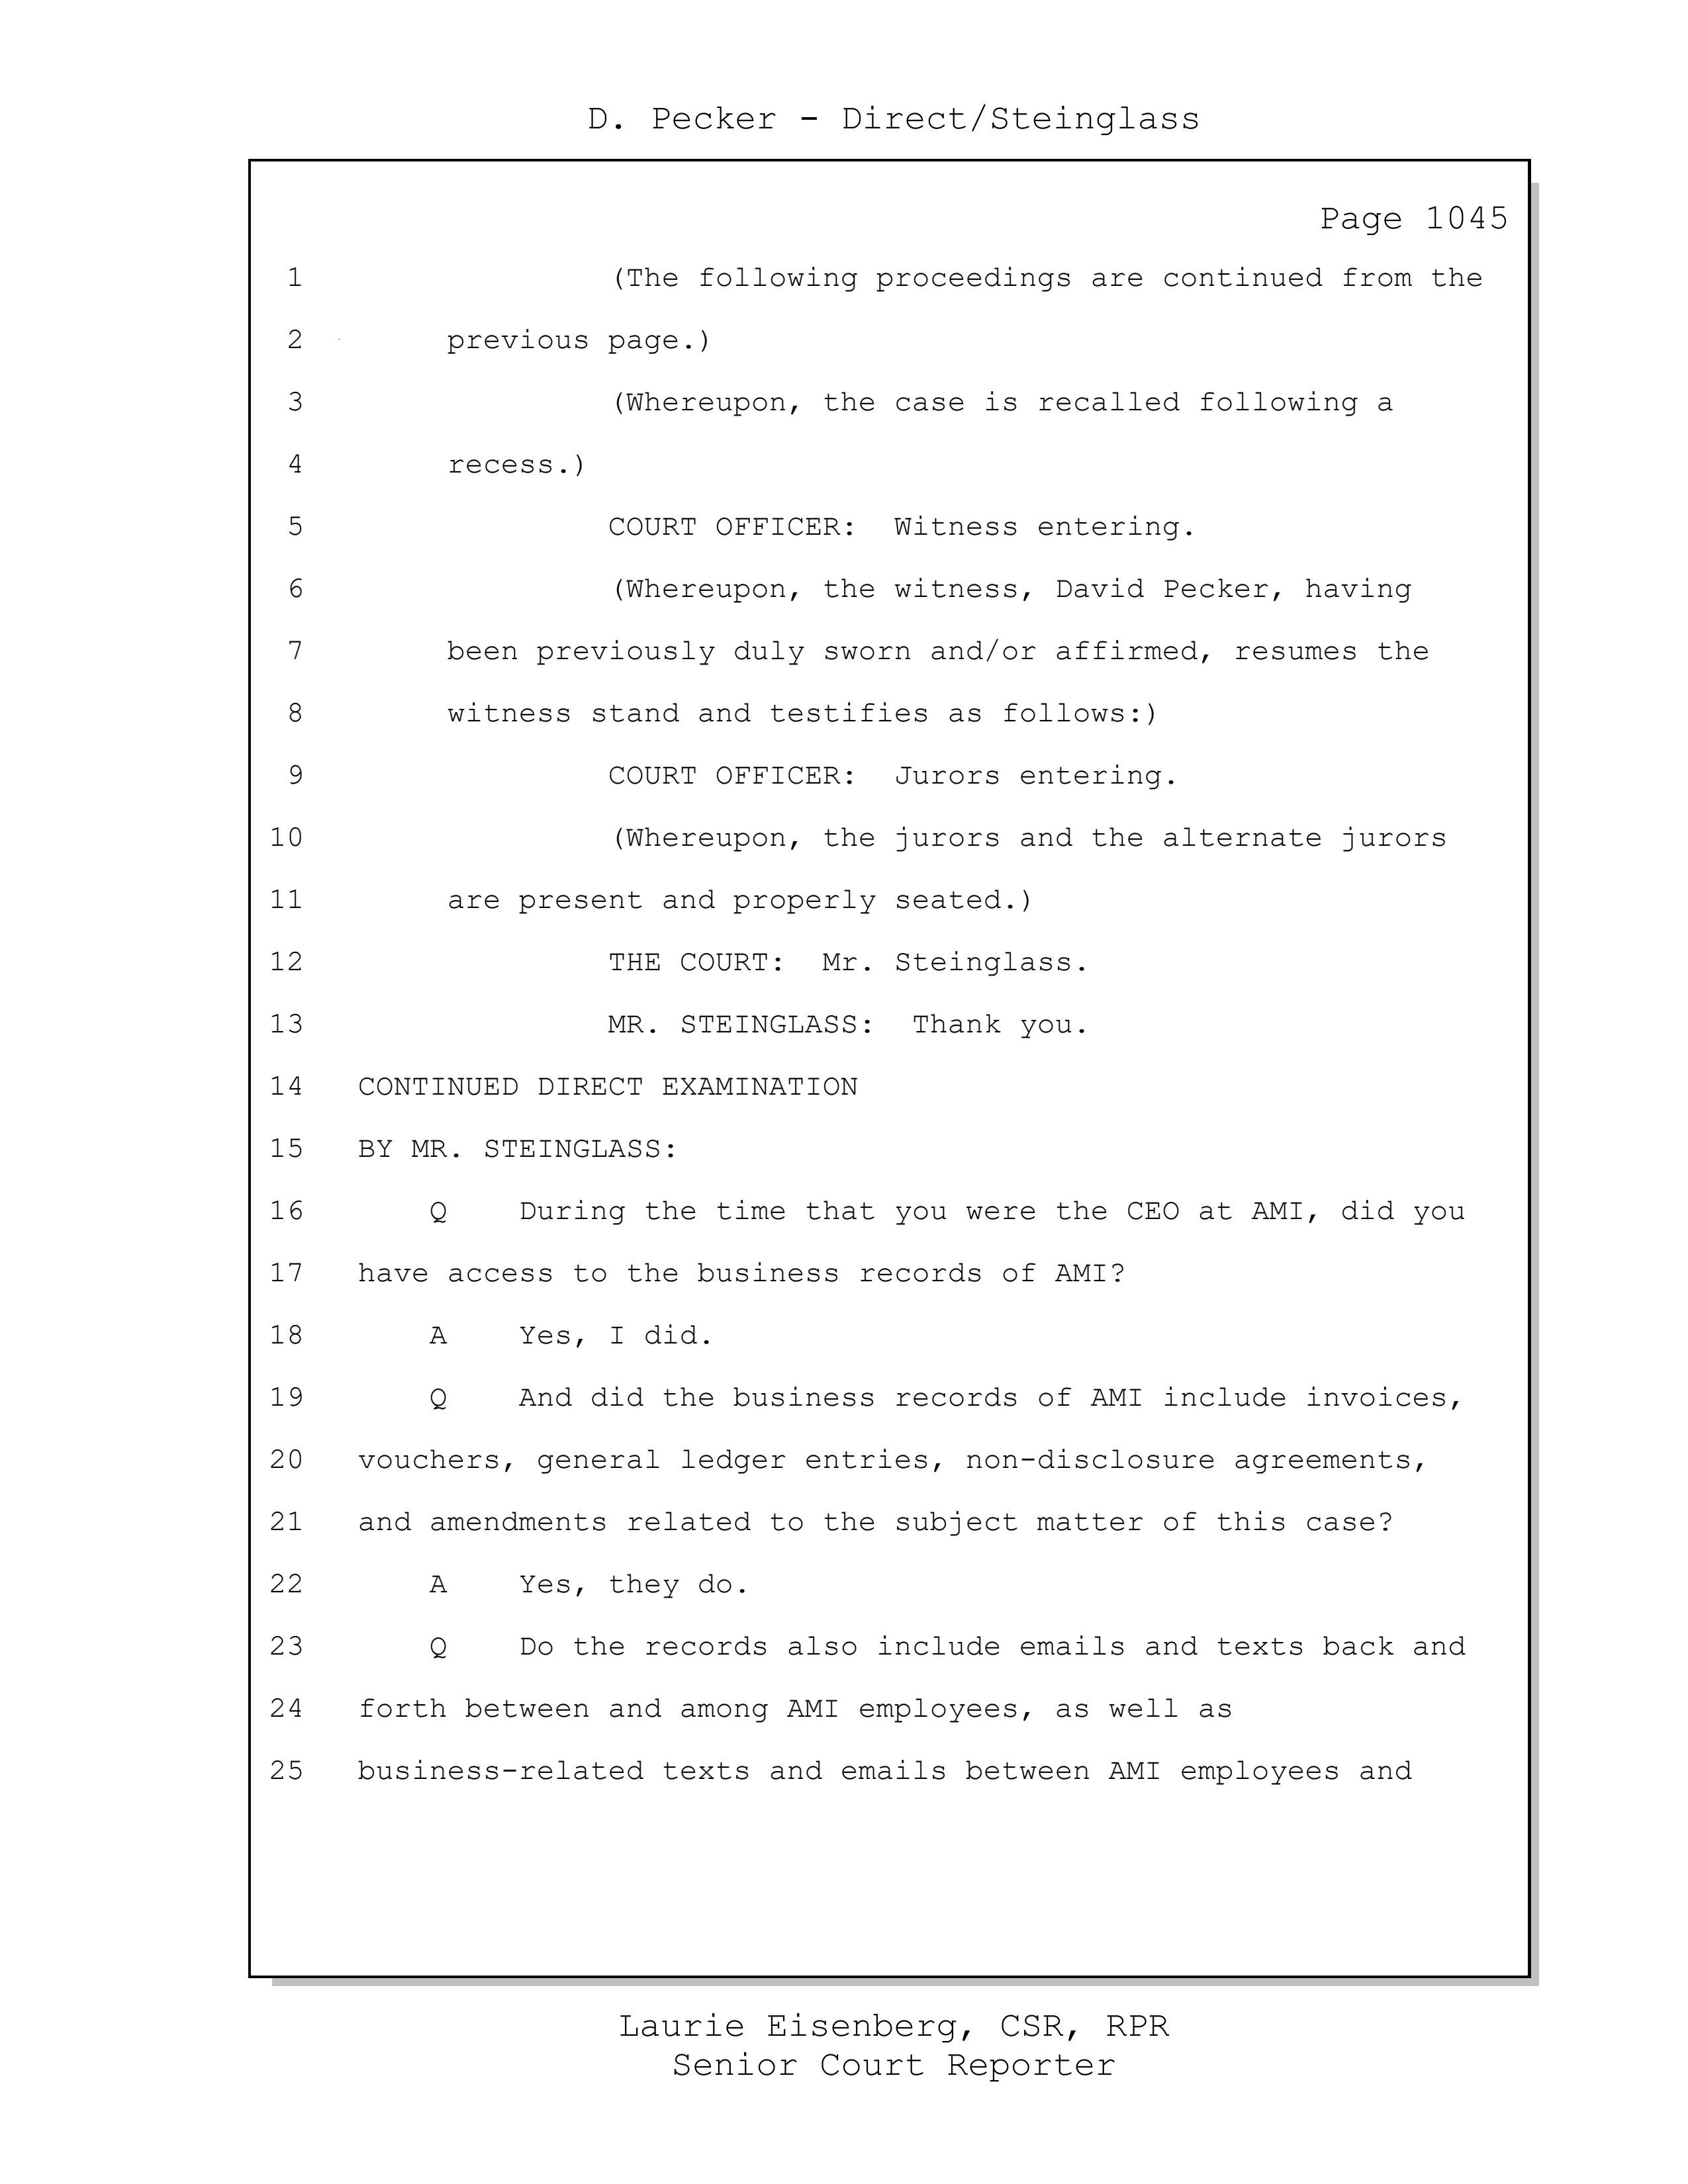 D. Pecker - Direct/Steinglass
Page 1045
1 (The following proceedings are continued from the
2 previous page.)
3 (Whereupon, the case is recalled following a
4 recess.)
5 COURT OFFICER: Witness entering.
6 (Whereupon, the witness, David Pecker, having
7 been previously duly sworn and/or affirmed, resumes the
8 witness stand and testifies as follows:)
9 COURT OFFICER: Jurors entering.
10 (Whereupon, the jurors and the alternate jurors
11 are present and properly seated.)
12 THE COURT: Mr. Steinglass.
13 MR. STEINGLASS: Thank you.
14 CONTINUED DIRECT EXAMINATION
15 BY MR. STEINGLASS:
16 Q During the time that you were the CEO at AMI, did you
17 have access to the business records of AMI?
18 A Yes, I did.
19 Q And did the business records of AMI include invoices,
20 vouchers, general ledger entries, non-disclosure agreements,
21 and amendments related to the subject matter of this case?
22 A Yes, they do.
23 Q Do the records also include emails and texts back and
24 forth between and among AMI employees, as well as
25 business-related texts and emails between AMI employees and
Laurie Eisenberg, CSR, RPR
Senior Court Reporter